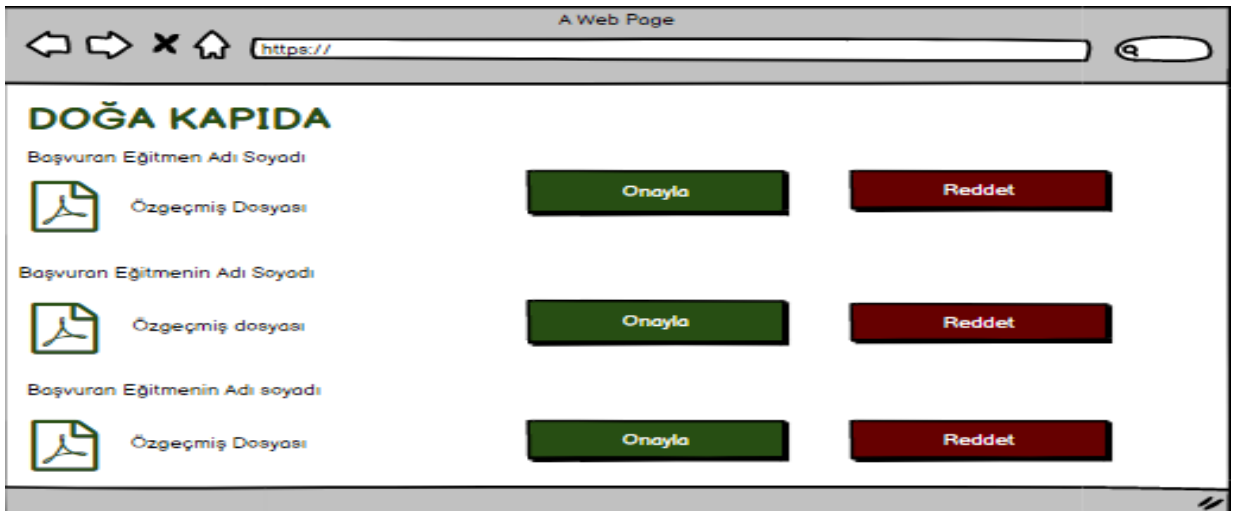 A Web Page
https://
DOĞA KAPIDA
Başvuran Eğitmen Adı Soyadı
Özgeçmiş Dosyası
Onayla
Reddet
Başvuran Eğitmenin Adı Soyadı
Özgeçmiş dosyası
Onayla
Reddet
Başvuran Eğitmenin Adı soyadı
Özgeçmiş Dosyası
Onayla
Reddet